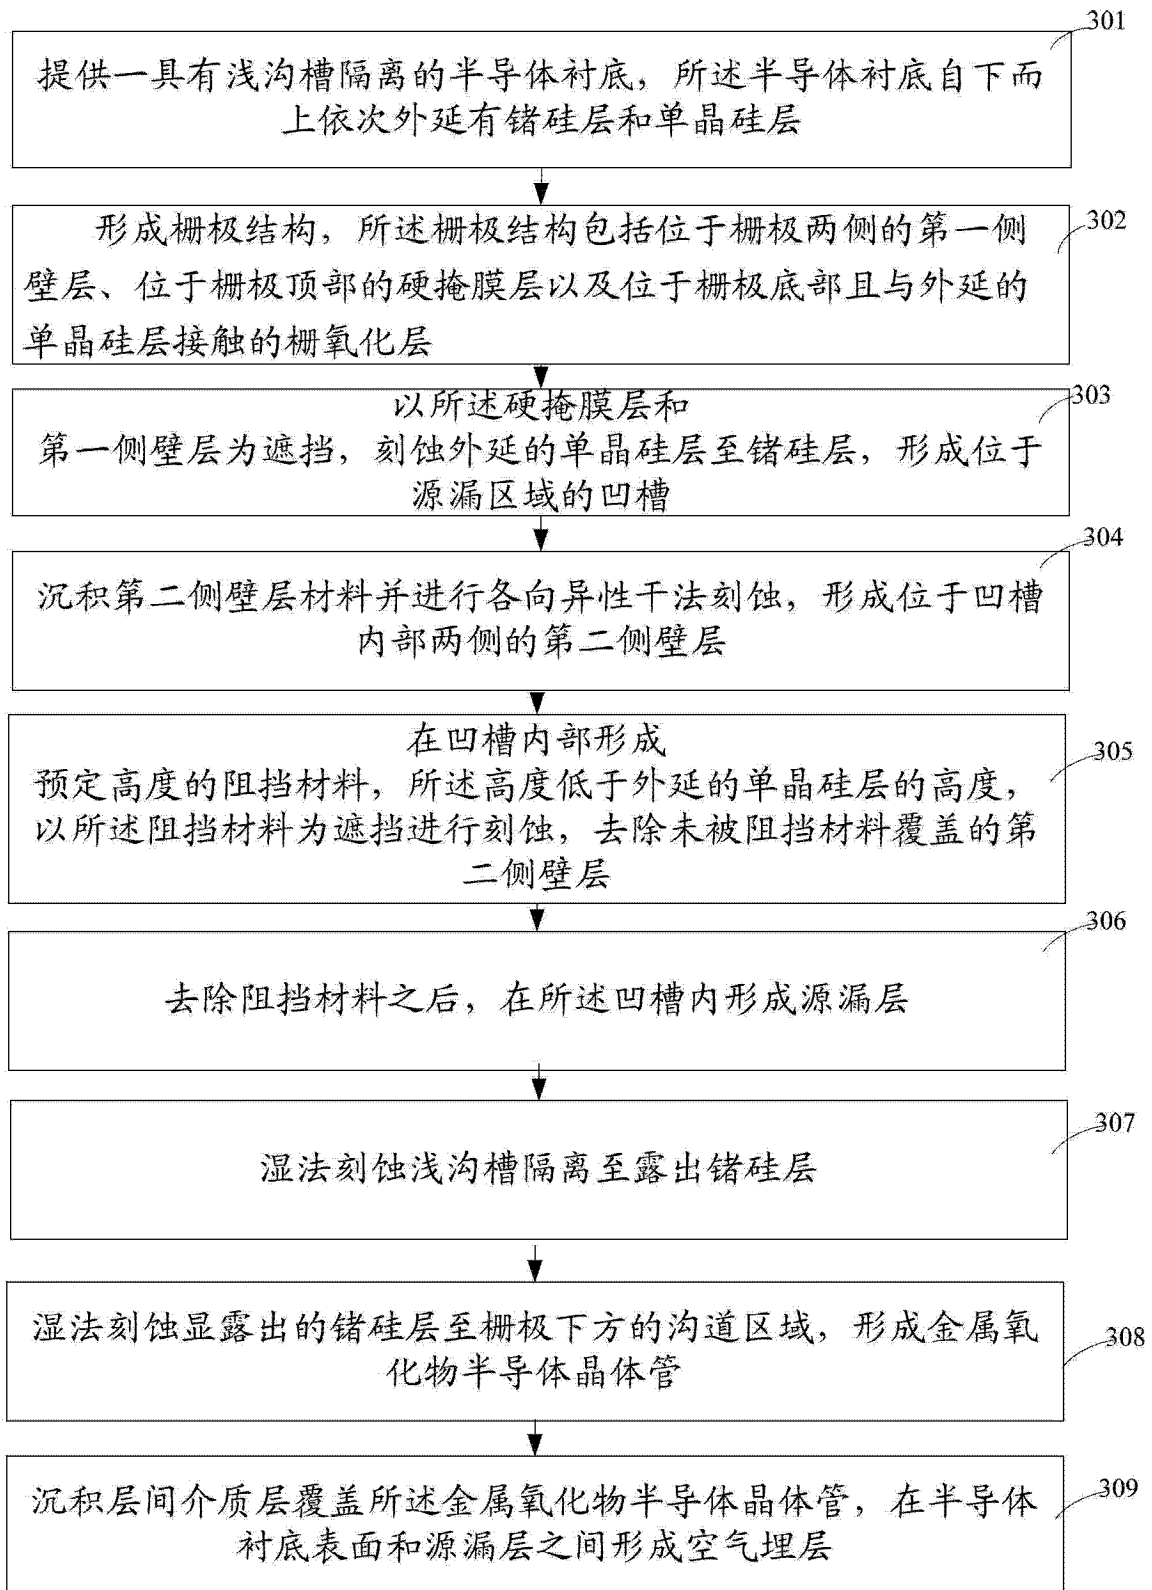 301
提供一具有浅沟槽隔离的半导体衬底，所述半导体衬底自下而
上依次外延有锗硅层和单晶硅层
302
形成栅极结构，所述栅极结构包括位于栅极两侧的第一侧
壁层、位于栅极顶部的硬掩膜层以及位于栅极底部且与外延的
单晶硅层接触的栅氧化层
303
以所述硬掩膜层和
第一侧壁层为遮挡，刻蚀外延的单晶硅层至锗硅层，形成位于
源漏区域的凹槽
304
沉积第二侧壁层材料并进行各向异性干法刻蚀，形成位于凹槽
内部两侧的第二侧壁层
305
在凹槽内部形成
预定高度的阻挡材料，所述高度低于外延的单晶硅层的高度，
以所述阻挡材料为遮挡进行刻蚀，去除未被阻挡材料覆盖的第
二侧壁层
306
去除阻挡材料之后，在所述凹槽内形成源漏层
307
湿法刻蚀浅沟槽隔离至露出锗硅层
308
湿法刻蚀显露出的锗硅层至栅极下方的沟道区域，形成金属氧
化物半导体晶体管
309
沉积层间介质层覆盖所述金属氧化物半导体晶体管，在半导体
衬底表面和源漏层之间形成空气埋层